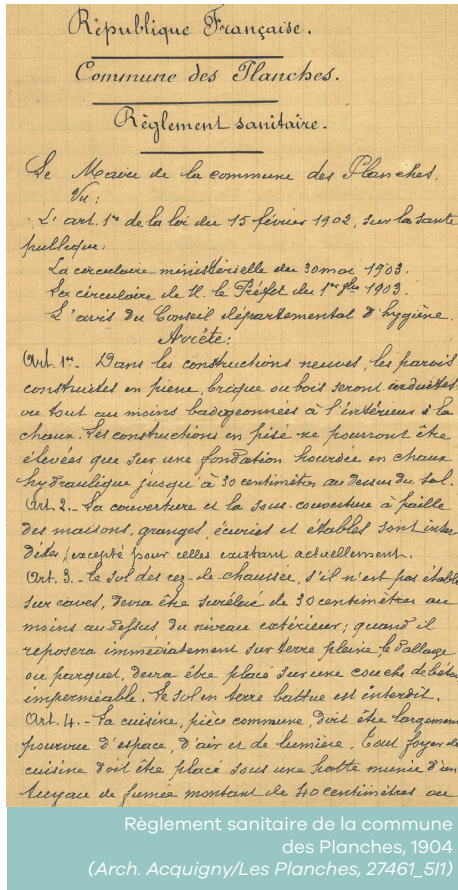 République Française.
Commune des Planches.
Règlement sanitaire.
Le Maire de la commune des Planches.
Vu:
L'art. 1er de la loi du 15 février 1902, sur la santé
publique:
La circulaire ministérielle du 30 mai 1903.
La circulaire de M. le Préfet du 1er 9bre 1903.
L'avis du Conseil départemental d'hygiène.
Arrête:
Art. 1er - Dans les constructions neuves, les parois
construites en pierre, brique ou bois seront enduites
ou tout au moins badigeonnées à l'intérieur à la
chaux. Les constructions en pisé ne pourront être
élevées que sur une fondation hourdée en chaux
hydraulique jusqu'à 30 centimètres au dessus du sol.
Art. 2. - La couverture et la sous-couverture à paille
des maisons, granges, écuries et étables sont inter
dites, excepté pour celles existant actuellement.
Art. 3. - Le sol des rez-de-chaussée, s'il n'est pas établi
sur caves, devra être surélevé de 30 centimètres au
moins au dessus du niveau extérieur; quand il
reposera immédiatement sur terre pleine le dallage
ou parquet, devra être placé sur une couche de béton
imperméable. Le sol en terre battue est interdit.
Art. 4. - La cuisine, pièce commune, doit être largement
pourvue d'espace, d'air et de lumière. Tout foyer de
cuisine doit être placé sous une hotte munie d'un
tuyau de fumée montant de 40 centimètres au
Règlement sanitaire de la commune
des Planches, 1904
(Arch. Acquigny/Les Planches, 27461_5I1)